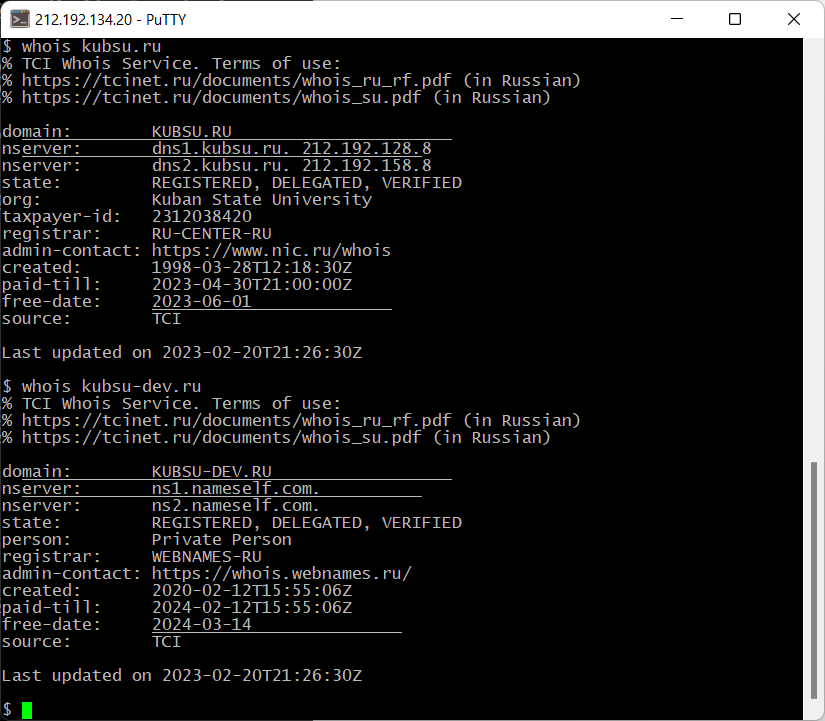 212.192.134.20 - PuTTY
$ whois kubsu.ru
% TCI Whois Service. Terms of use:
% https://tcinet.ru/documents/whois_ru_rf.pdf (in Russian)
% https://tcinet.ru/documents/whois_su.pdf (in Russian)
domain:        KUBSU.RU
nserver:       dns1.kubsu.ru. 212.192.128.8
nserver:       dns2.kubsu.ru. 212.192.158.8
state:         REGISTERED, DELEGATED, VERIFIED
org:           Kuban State University
taxpayer-id:   2312038420
registrar:     RU-CENTER-RU
admin-contact: https://www.nic.ru/whois
created:       1998-03-28T12:18:30Z
paid-till:     2023-04-30T21:00:00Z
free-date:     2023-06-01
source:        TCI
Last updated on 2023-02-20T21:26:30Z
$ whois kubsu-dev.ru
% TCI Whois Service. Terms of use:
% https://tcinet.ru/documents/whois_ru_rf.pdf (in Russian)
% https://tcinet.ru/documents/whois_su.pdf (in Russian)
domain:        KUBSU-DEV.RU
nserver:       ns1.nameself.com.
nserver:       ns2.nameself.com.
state:         REGISTERED, DELEGATED, VERIFIED
person:        Private Person
registrar:     WEBNAMES-RU
admin-contact: https://whois.webnames.ru/
created:       2020-02-12T15:55:06Z
paid-till:     2024-02-12T15:55:06Z
free-date:     2024-03-14
source:        TCI
Last updated on 2023-02-20T21:26:30Z
$